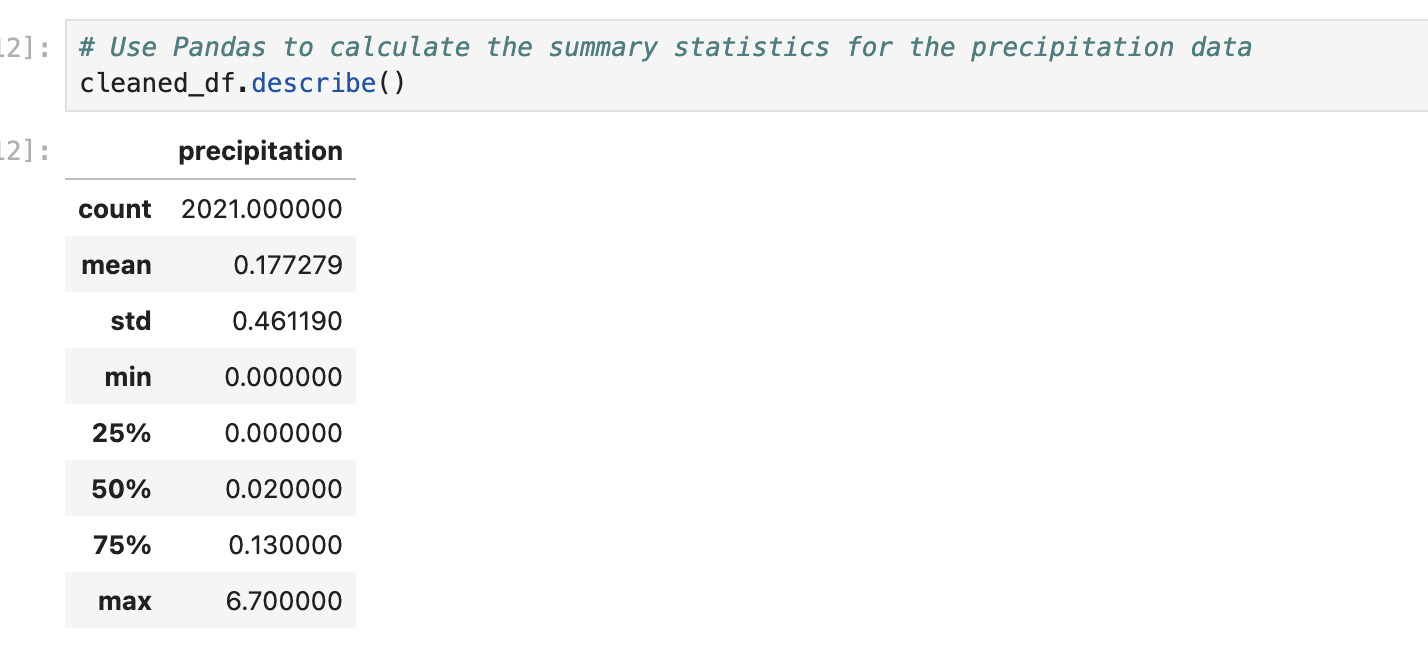 12]: # Use Pandas to calculate the summary statistics for the precipitation data
cleaned_df.describe()
12]: precipitation
count 2021.000000
mean 0.177279
std 0.461190
min 0.000000
25% 0.000000
50% 0.020000
75% 0.130000
max 6.700000